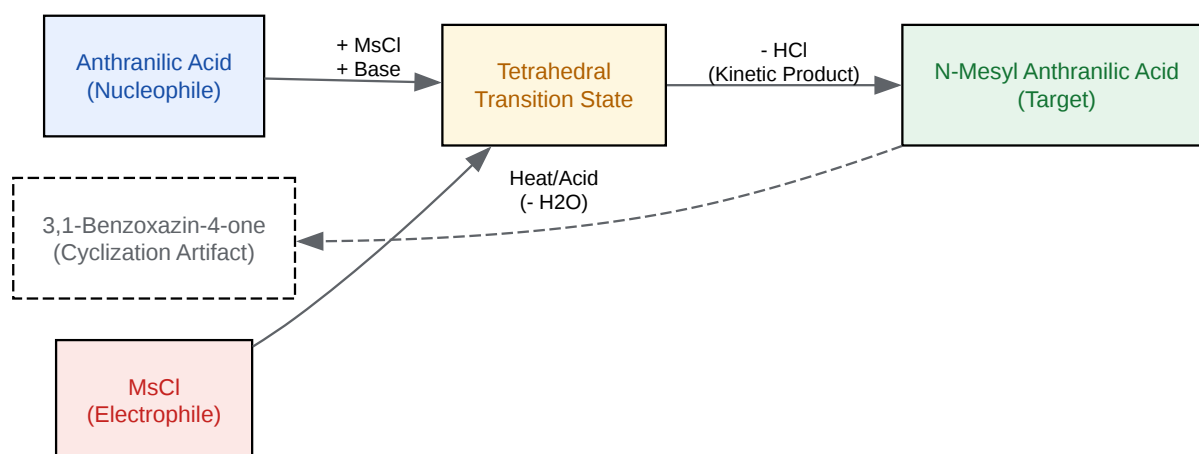 Anthranilic Acid
(Nucleophile)
+ MsCl
+ Base
Tetrahedral
Transition State
- HCl
(Kinetic Product)
N-Mesyl Anthranilic Acid
(Target)
Heat/Acid
(- H2O)
3,1-Benzoxazin-4-one
(Cyclization Artifact)
MsCl
(Electrophile)